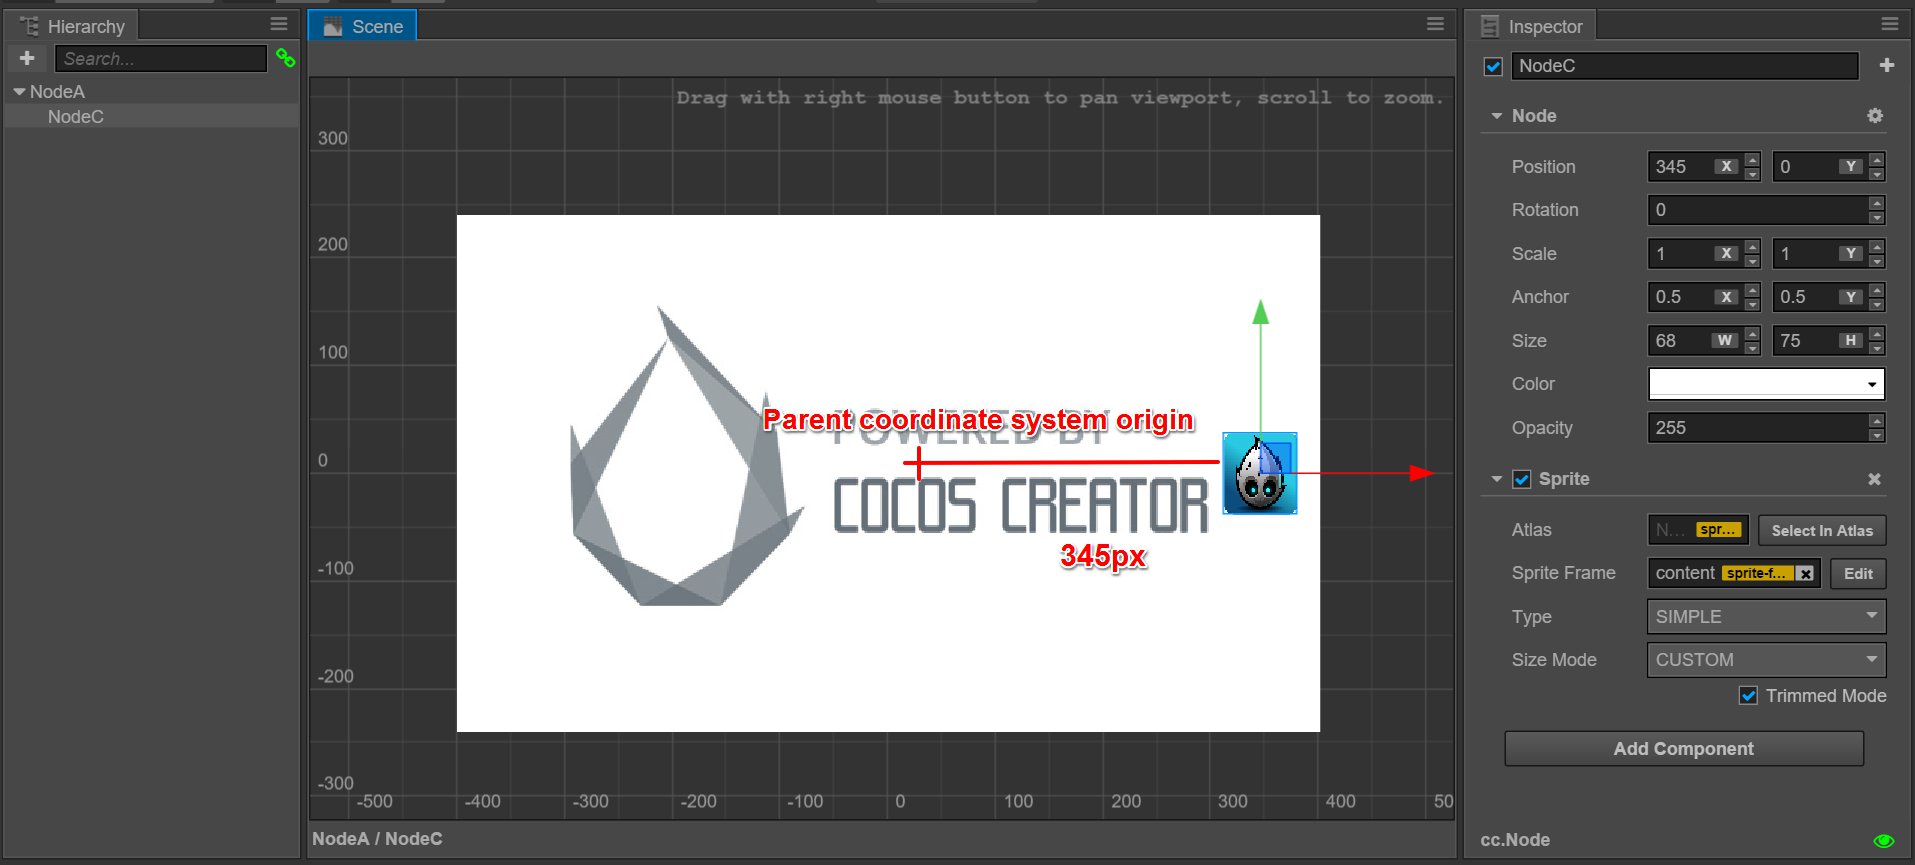 Hierarchy
Search...
NodeA
NodeC
Scene
Drag with right mouse button to pan viewport, scroll to zoom.
300
200
100
0
-100
-200
-300
-500 -400 -300 -200 -100 0 100 200 300 400 50
POWERED BY
Parent coordinate system origin
COCOS CREATOR
345px
NodeA / NodeC
Inspector
NodeC
Node
Position 345 X 0 Y
Rotation 0
Scale 1 X 1 Y
Anchor 0.5 X 0.5 Y
Size 68 W 75 H
Color
Opacity 255
Sprite
Atlas N... spr... Select In Atlas
Sprite Frame content sprite-f... Edit
Type SIMPLE
Size Mode CUSTOM
Trimmed Mode
Add Component
cc.Node